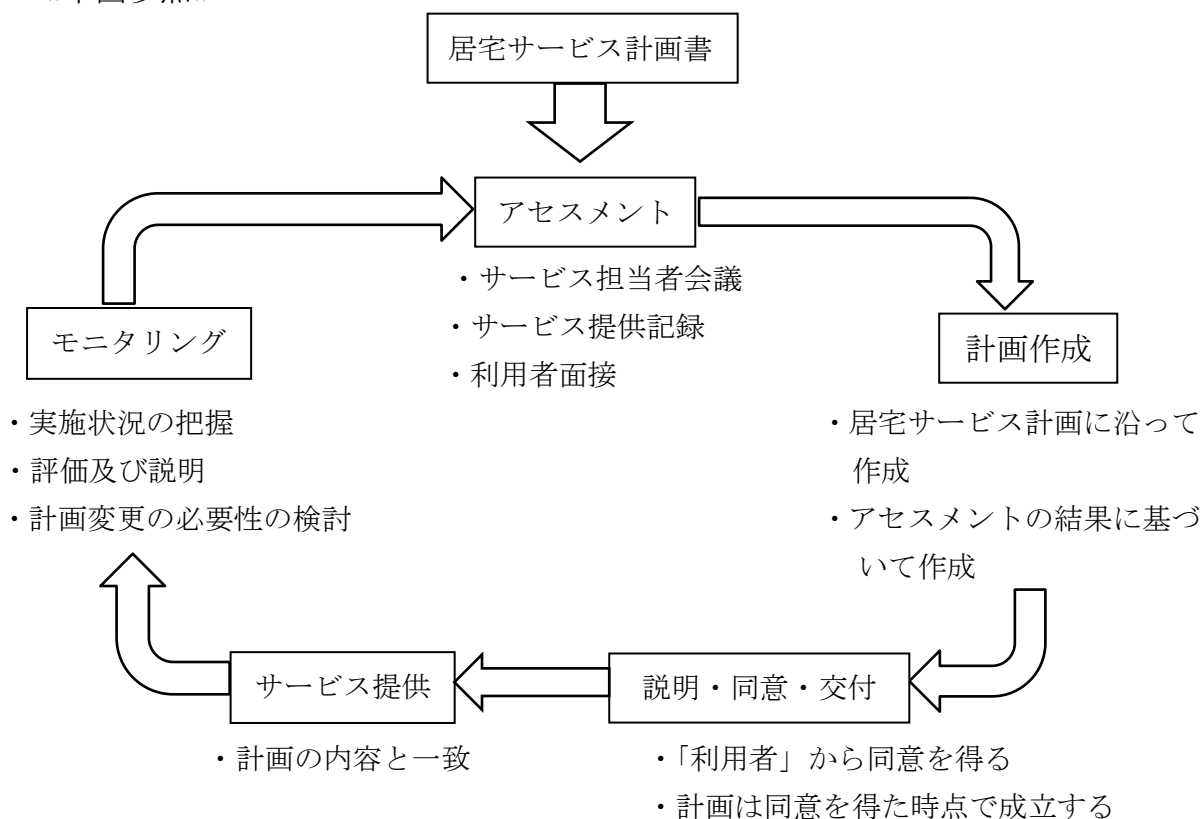 居宅サービス計画書
アセスメント
・サービス担当者会議
・サービス提供記録
・利用者面接
モニタリング
・実施状況の把握
・評価及び説明
・計画変更の必要性の検討
計画作成
・居宅サービス計画に沿って
作成
・アセスメントの結果に基づ
いて作成
説明・同意・交付
・「利用者」から同意を得る
・計画は同意を得た時点で成立する
サービス提供
・計画の内容と一致